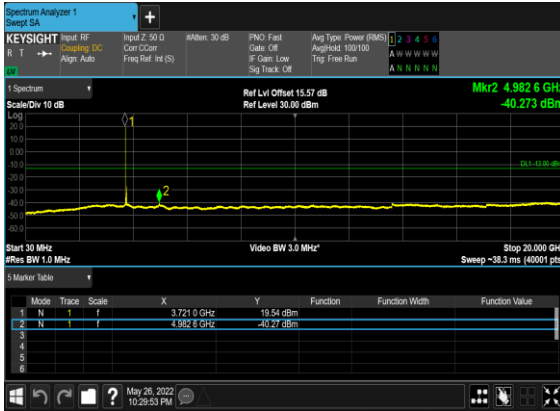 Spectrum Analyzer 1
Swept SA
+
KEYSIGHT Input: RF Input Z: 50 Ω #Atten: 30 dB PNO: Fast Avg Type: Power (RMS) 1 2 3 4 5 6
R T Coupling: DC Corr CCorr Gate: Off Avg|Hold: 100/100 A W W W W W
Align: Auto Freq Ref: Int (S) IF Gain: Low Trig: Free Run
Sig Track: Off A N N N N N
1 Spectrum Ref Lvl Offset 15.57 dB Mkr2 4.982 6 GHz
Scale/Div 10 dB Ref Level 30.00 dBm -40.273 dBm
Log
1
20.0
10.0
0.00
-10.0
DL1 -13.00 dBm
-20.0
-30.0
2
-40.0
-50.0
-60.0
Start 30 MHz Video BW 3.0 MHz* Stop 20.000 GHz
#Res BW 1.0 MHz Sweep ~38.3 ms (40001 pts)
5 Marker Table
Mode Trace Scale X Y Function Function Width Function Value
1 N 1 f 3.721 0 GHz 19.54 dBm
2 N 1 f 4.982 6 GHz -40.27 dBm
3
4
5
6
? May 26, 2022
10:29:53 PM